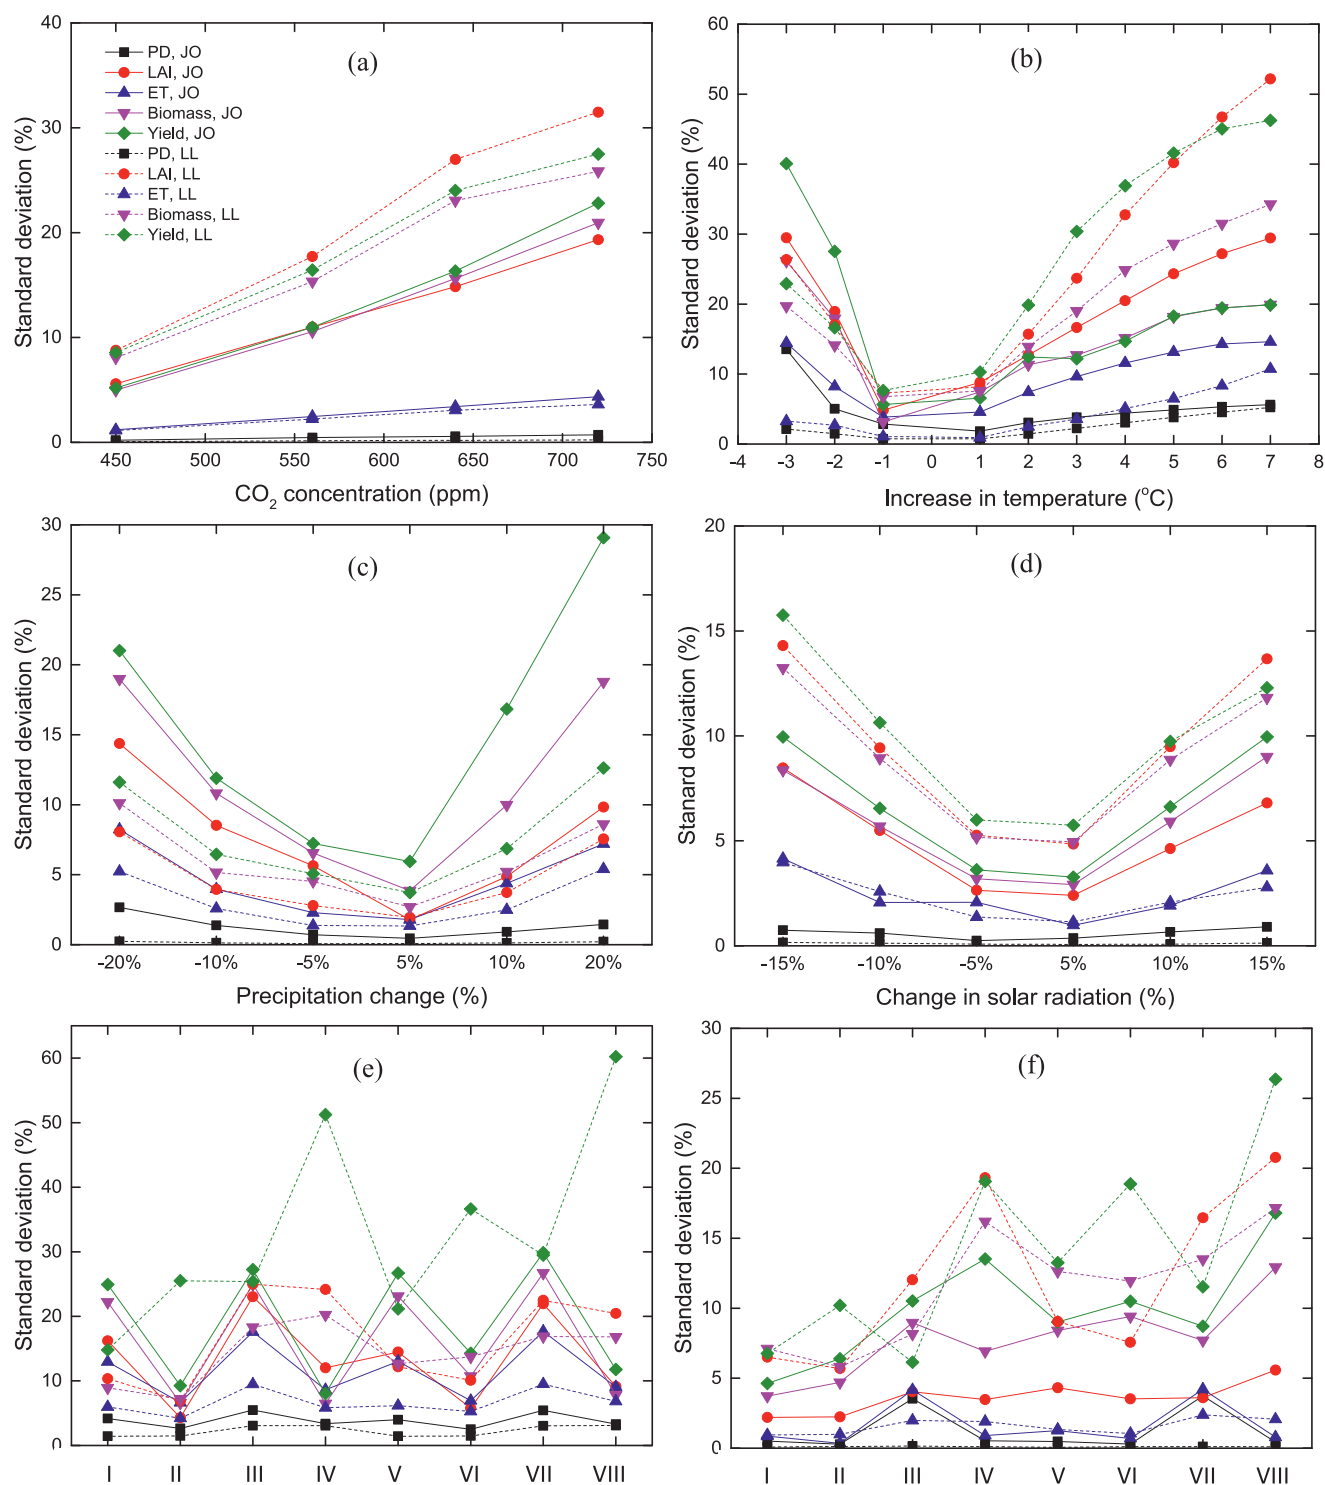 (a)
PD, JO
LAI, JO
ET, JO
Biomass, JO
Yield, JO
PD, LL
LAI, LL
ET, LL
Biomass, LL
Yield, LL
Standard deviation (%)
40
30
20
10
0
450 500 550 600 650 700 750
CO2 concentration (ppm)
(b)
Standard deviation (%)
60
50
40
30
20
10
0
-4 -3 -2 -1 0 1 2 3 4 5 6 7 8
Increase in temperature (°C)
(c)
Standard deviation (%)
30
25
20
15
10
5
0
-20% -10% -5% 5% 10% 20%
Precipitation change (%)
(d)
Stanard deviation (%)
20
15
10
5
0
-15% -10% -5% 5% 10% 15%
Change in solar radiation (%)
(e)
Standard deviation (%)
60
50
40
30
20
10
0
I II III IV V VI VII VIII
(f)
Standard deviation (%)
30
25
20
15
10
5
0
I II III IV V VI VII VIII